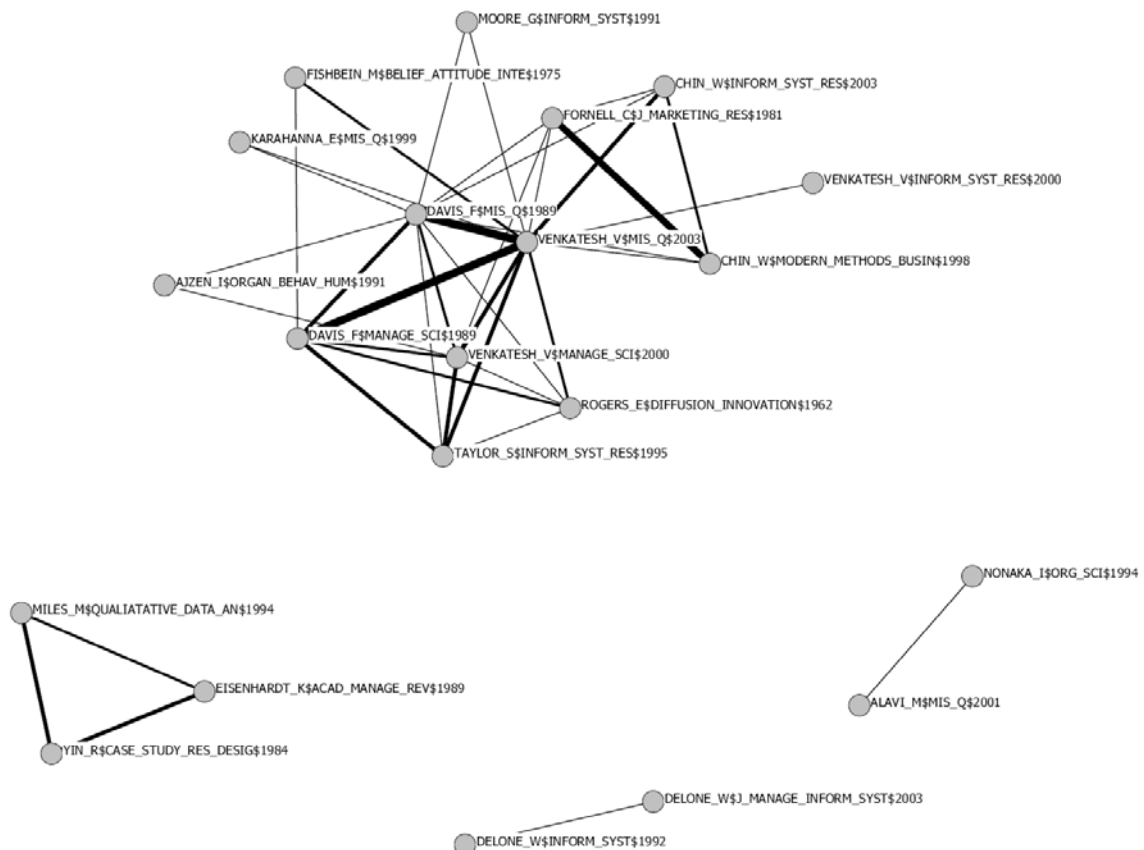 MOORE_G$INFORM_SYST$1991
FISHBEIN_M$BELIEF_ATTITUDE_INTE$1975
CHIN_W$INFORM_SYST_RES$2003
FORNELL_C$J_MARKETING_RES$1981
KARAHANNA_E$MIS_Q$1999
VENKATESH_V$INFORM_SYST_RES$2000
DAVIS_F$MIS_Q$1989
VENKATESH_V$MIS_Q$2003
CHIN_W$MODERN_METHODS_BUSIN$1998
AJZEN_I$ORGAN_BEHAV_HUM$1991
DAVIS_F$MANAGE_SCI$1989
VENKATESH_V$MANAGE_SCI$2000
ROGERS_E$DIFFUSION_INNOVATION$1962
TAYLOR_S$INFORM_SYST_RES$1995
NONAKA_I$ORG_SCI$1994
MILES_M$QUALIATATIVE_DATA_AN$1994
EISENHARDT_K$ACAD_MANAGE_REV$1989
ALAVI_M$MIS_Q$2001
YIN_R$CASE_STUDY_RES_DESIG$1984
DELONE_W$J_MANAGE_INFORM_SYST$2003
DELONE_W$INFORM_SYST$1992